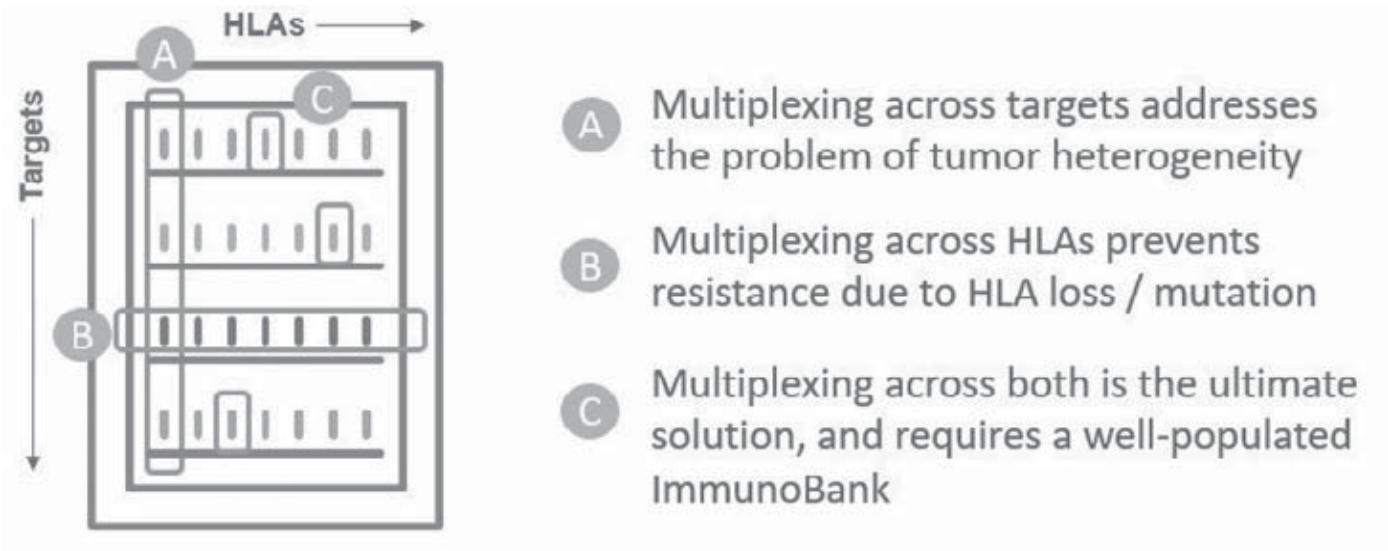 HLAs
A
C
Targets
B
A
Multiplexing across targets addresses
the problem of tumor heterogeneity
B
Multiplexing across HLAs prevents
resistance due to HLA loss / mutation
C
Multiplexing across both is the ultimate
solution, and requires a well-populated
ImmunoBank